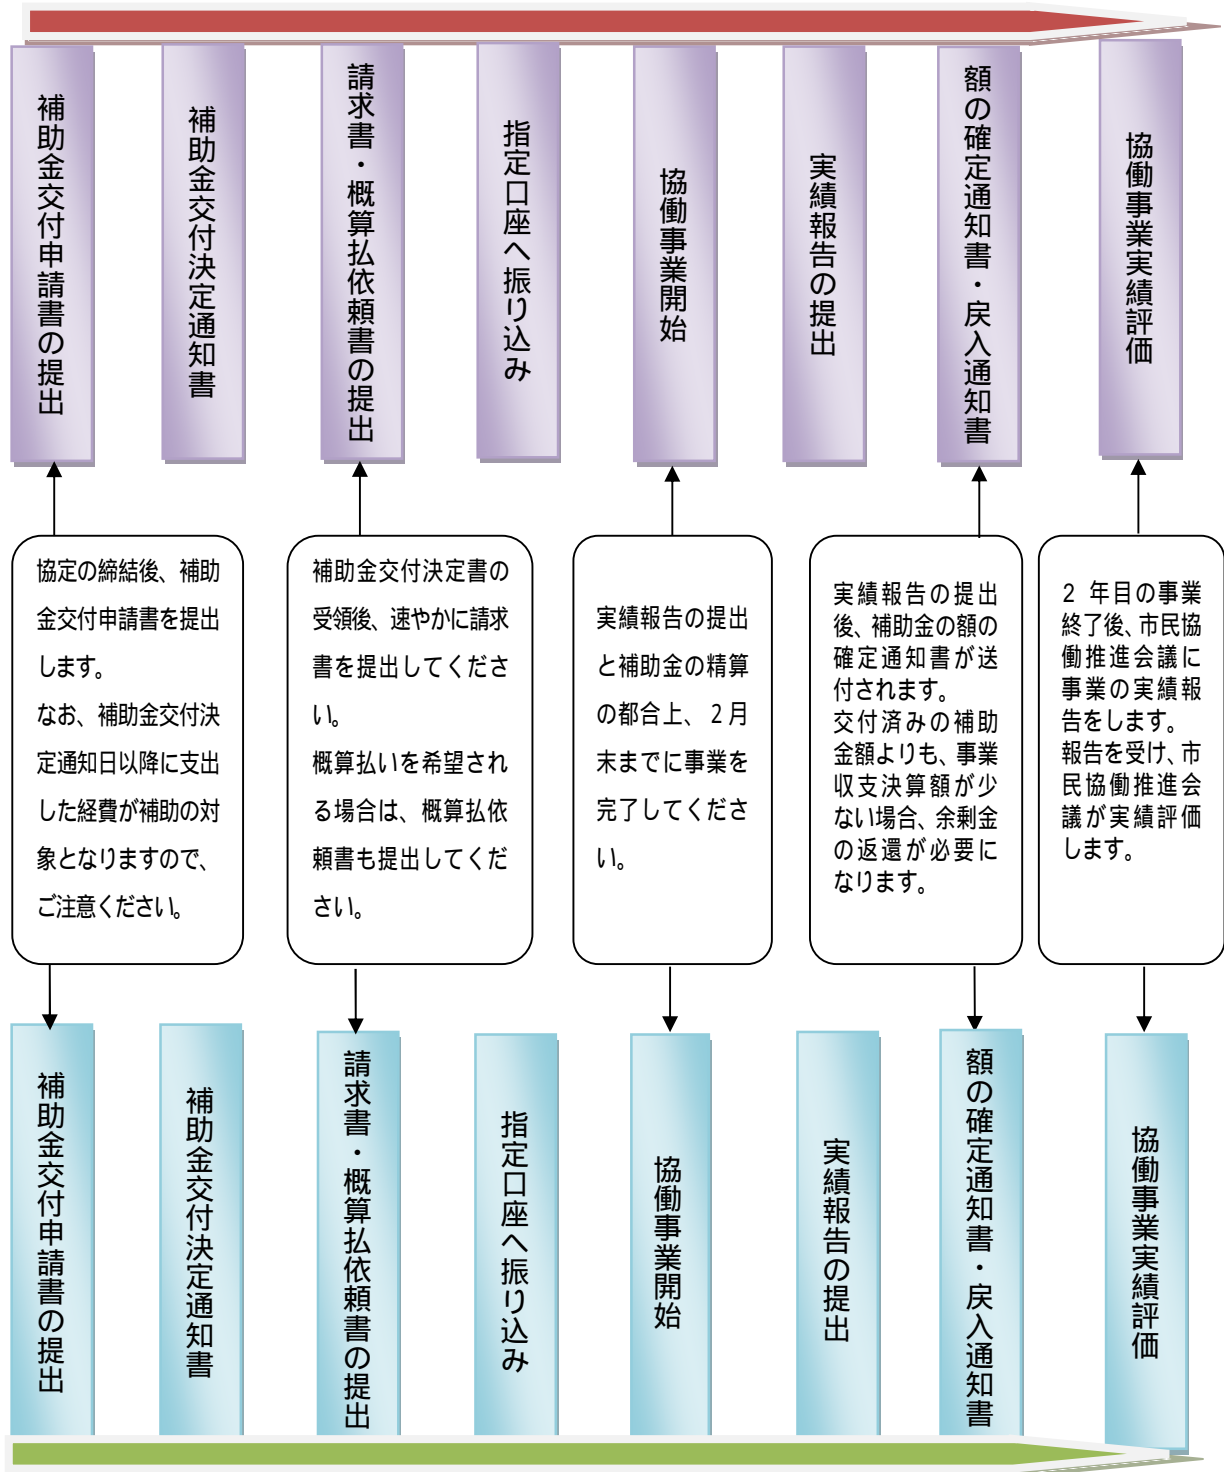 補助金交付申請書の提出
補助金交付決定通知書
請求書・概算払依頼書の提出
指定口座へ振り込み
協働事業開始
実績報告の提出
額の確定通知書・戻入通知書
協働事業実績評価
協定の締結後、補助
金交付申請書を提出
します。
なお、補助金交付決
定通知日以降に支出
した経費が補助の対
象となりますので、
ご注意ください。
補助金交付決定書の
受領後、速やかに請求
書を提出してくださ
い。
概算払いを希望され
る場合は、概算払依
頼書も提出してくだ
さい。
実績報告の提出
と補助金の精算
の都合上、2月
末までに事業を
完了してくださ
い。
実績報告の提出
後、補助金の額の
確定通知書が送
付されます。
交付済みの補助
金額よりも、事業
収支決算額が少
ない場合、余剰金
の返還が必要に
なります。
2 年目の事業
終了後、市民協
働推進会議に
事業の実績報
告をします。
報告を受け、市
民協働推進会
議が実績評価
します。
補助金交付申請書の提出
補助金交付決定通知書
請求書・概算払依頼書の提出
指定口座へ振り込み
協働事業開始
実績報告の提出
額の確定通知書・戻入通知書
協働事業実績評価